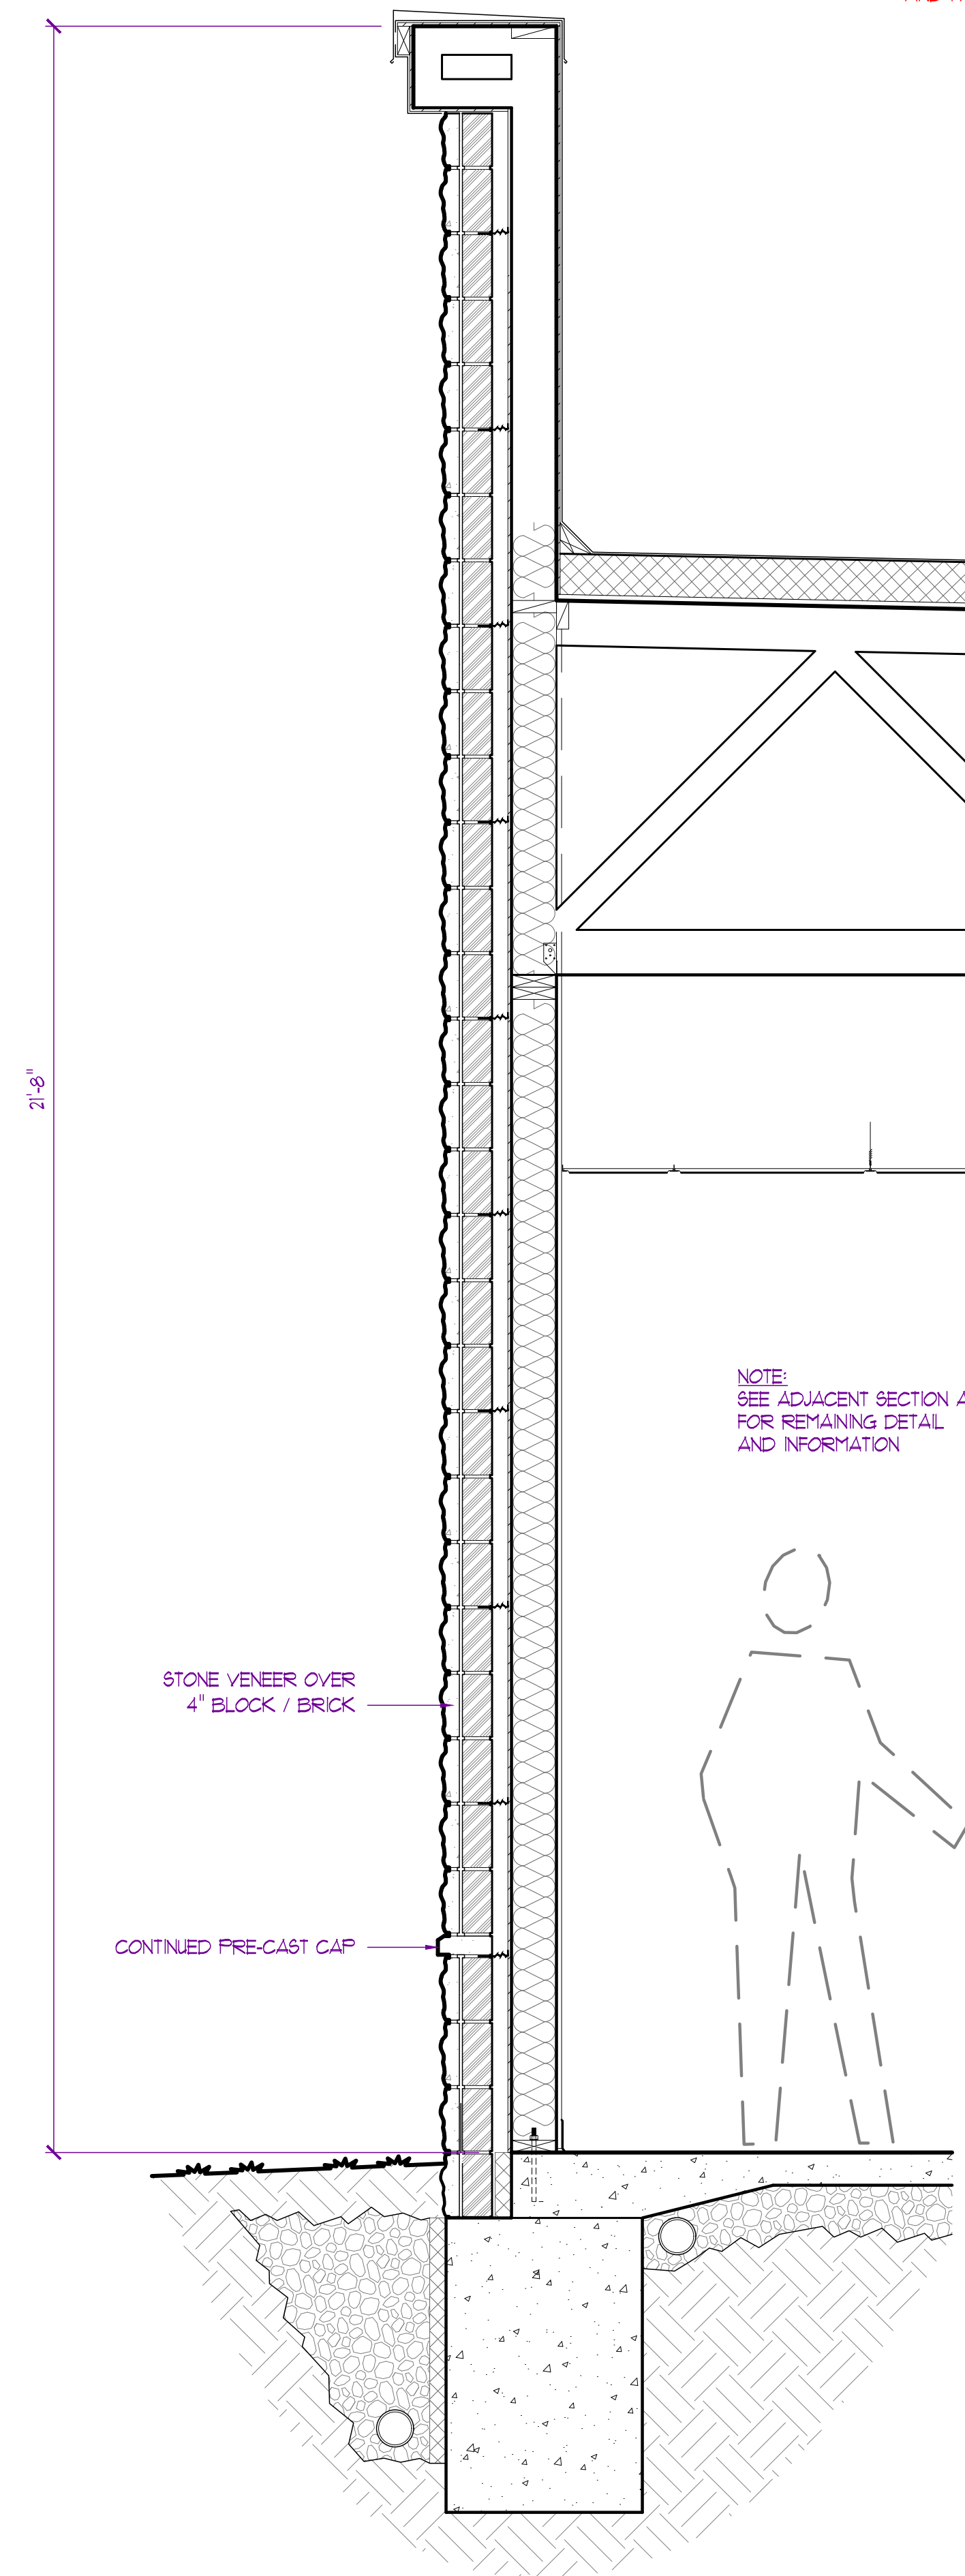 21'-8"
NOTE:
SEE ADJACENT SECTION A
FOR REMAINING DETAIL
AND INFORMATION
STONE VENEER OVER
4" BLOCK / BRICK
CONTINUED PRE-CAST CAP